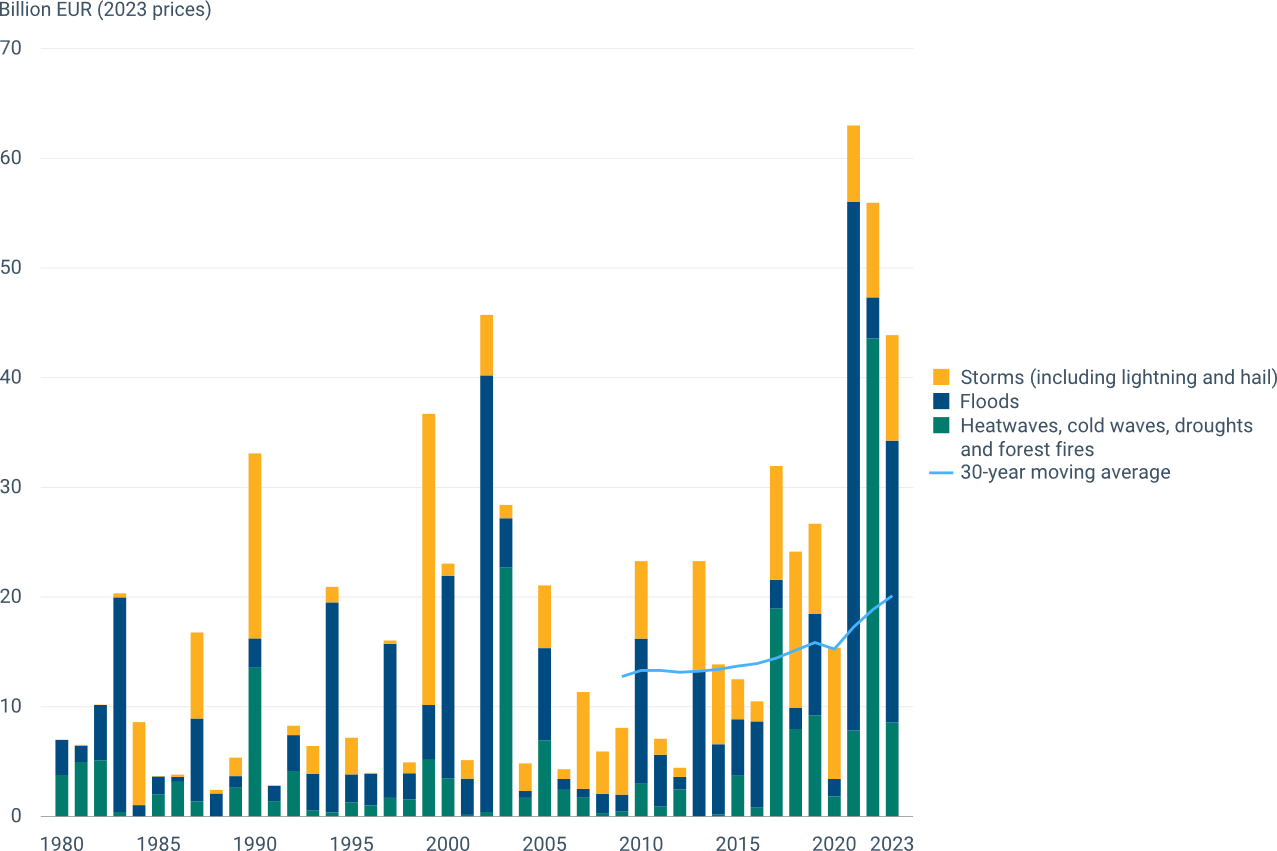 Billion EUR (2023 prices)
70
60
50
40
30
20
10
0
1980 1985 1990 1995 2000 2005 2010 2015 2020 2023
Storms (including lightning and hail)
Floods
Heatwaves, cold waves, droughts
and forest fires
30-year moving average